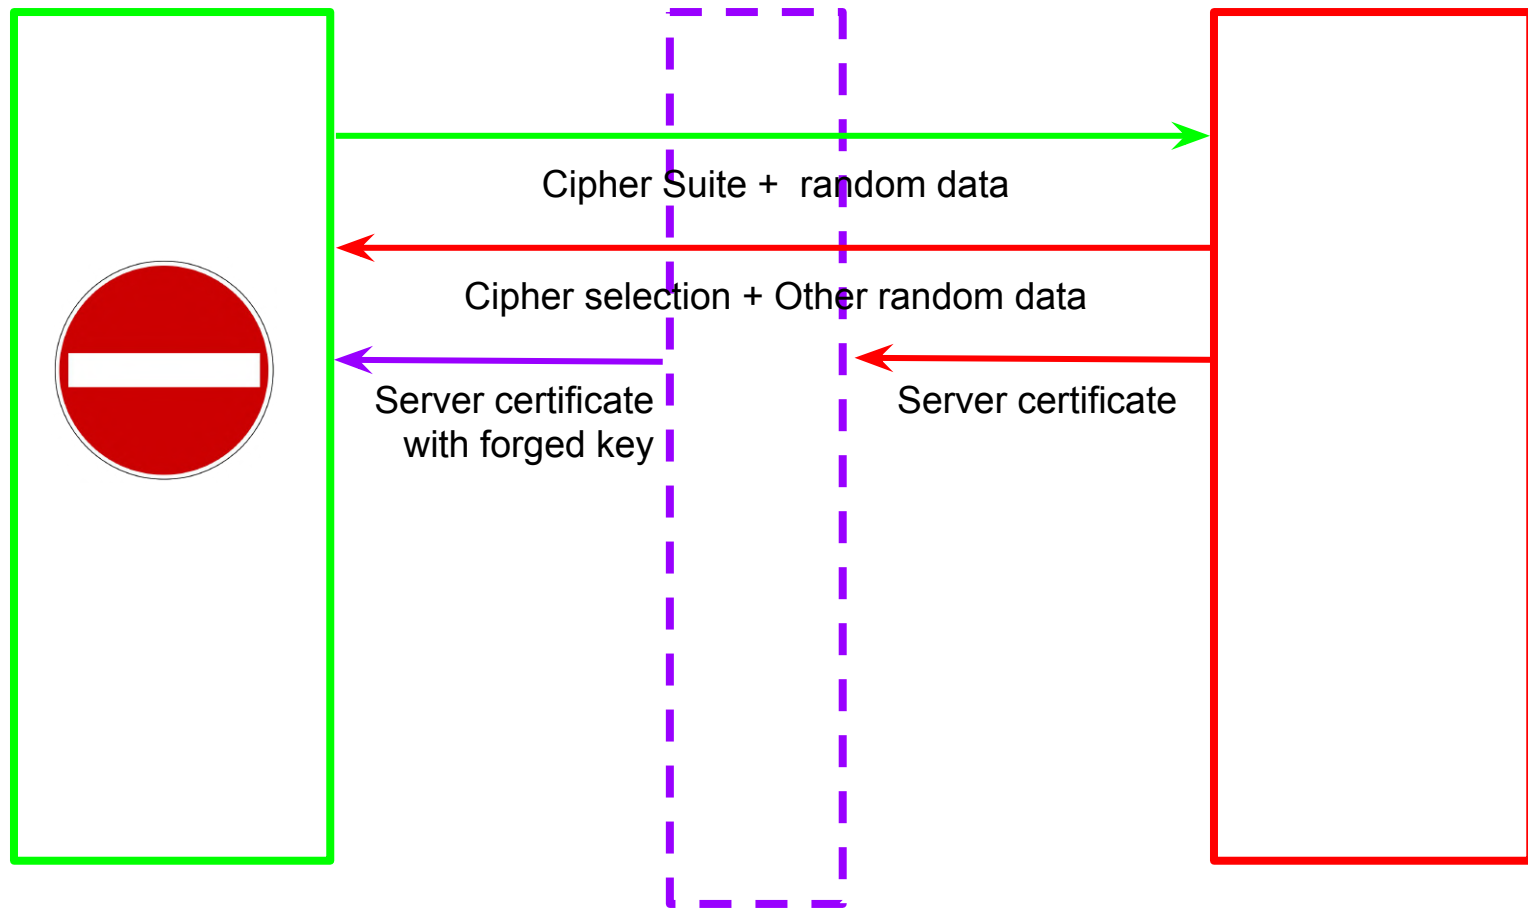 Cipher Suite +  random data
Cipher selection + Other random data
Server certificate
with forged key
Server certificate